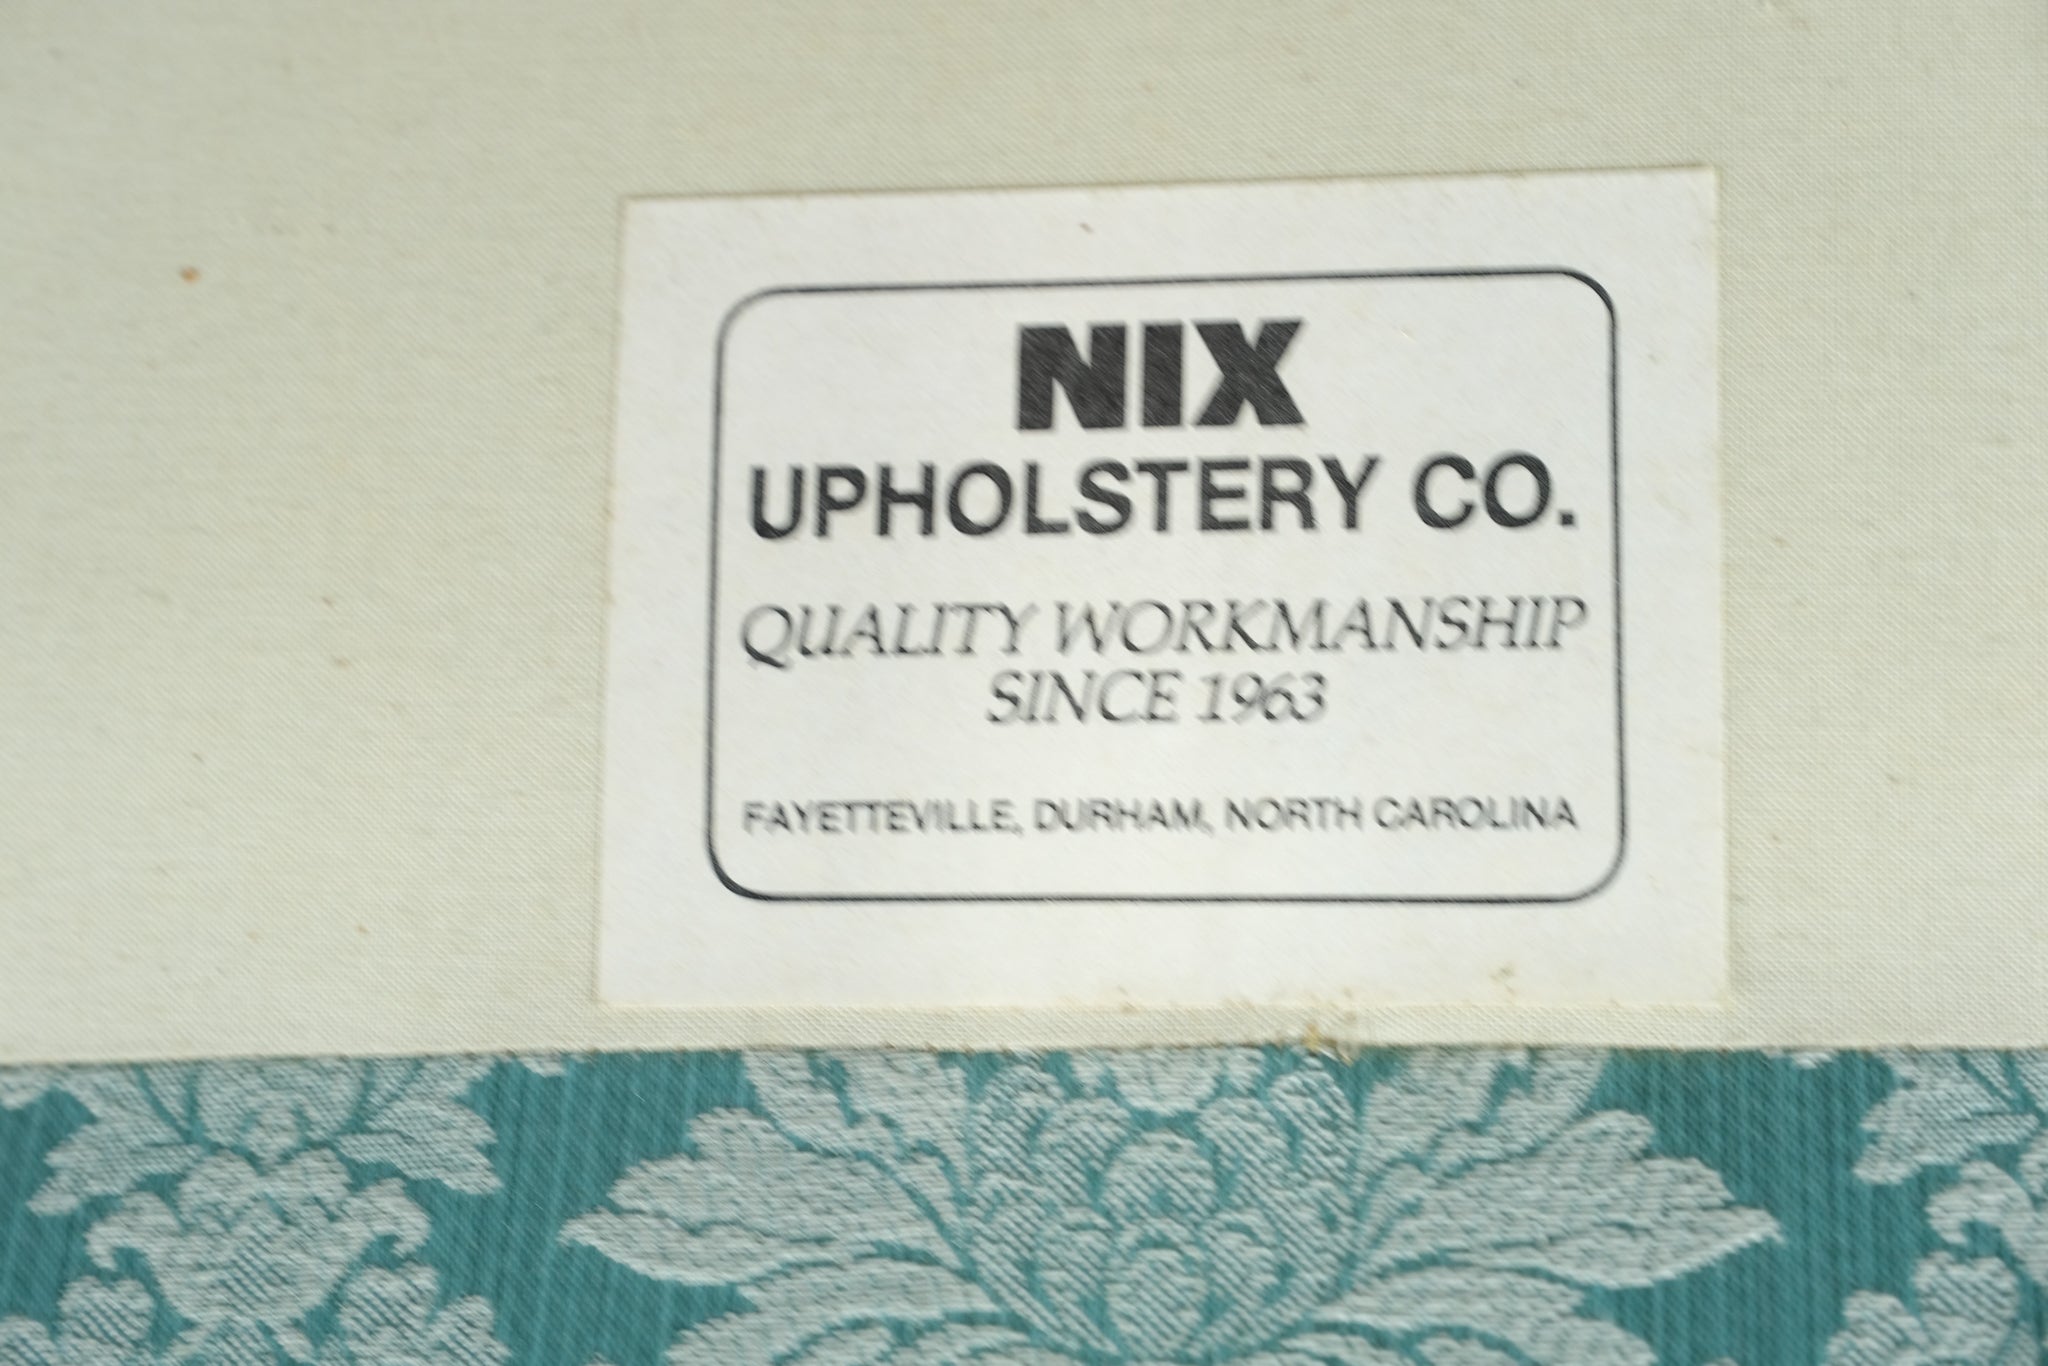 NIX
UPHOLSTERY CO.
QUALITY WORKMANSHIP
SINCE 1963
FAYETTEVILLE, DURHAM, NORTH CAROLINA